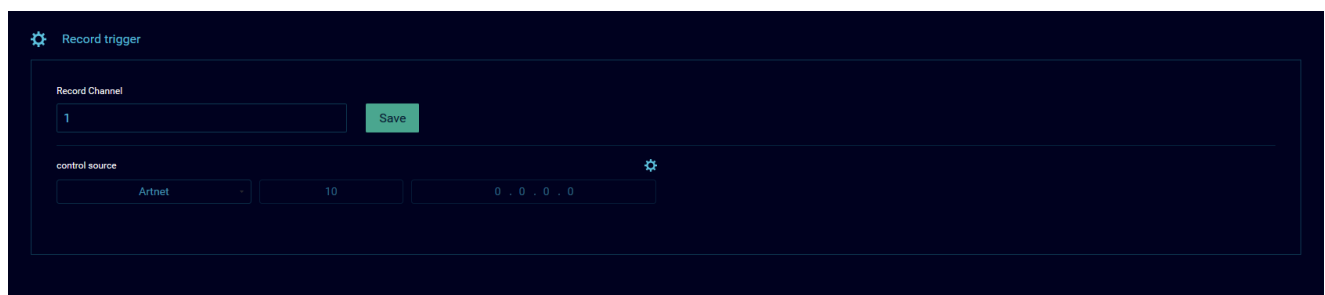 Record trigger
Record Channel
1
Save
control source
Artnet
10
0 . 0 . 0 . 0